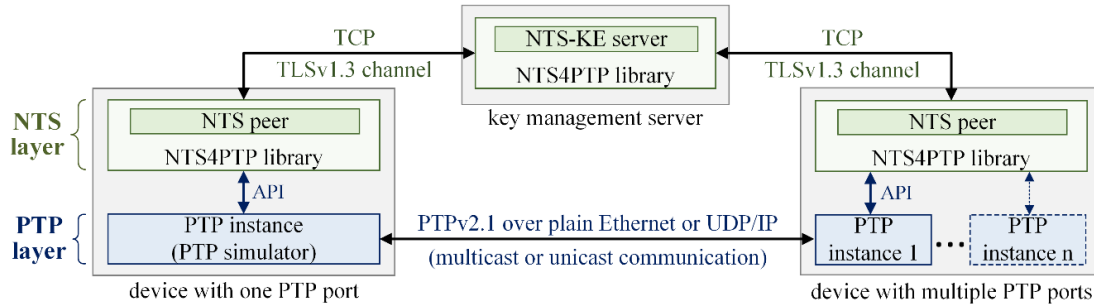 TCP
TLSv1.3 channel
NTS-KE server
NTS4PTP library
key management server
TCP
TLSv1.3 channel
NTS
layer
NTS peer
NTS4PTP library
API
PTP
layer
PTP instance
(PTP simulator)
device with one PTP port
PTPv2.1 over plain Ethernet or UDP/IP
(multicast or unicast communication)
NTS peer
NTS4PTP library
API
PTP
instance 1
PTP
instance n
device with multiple PTP ports